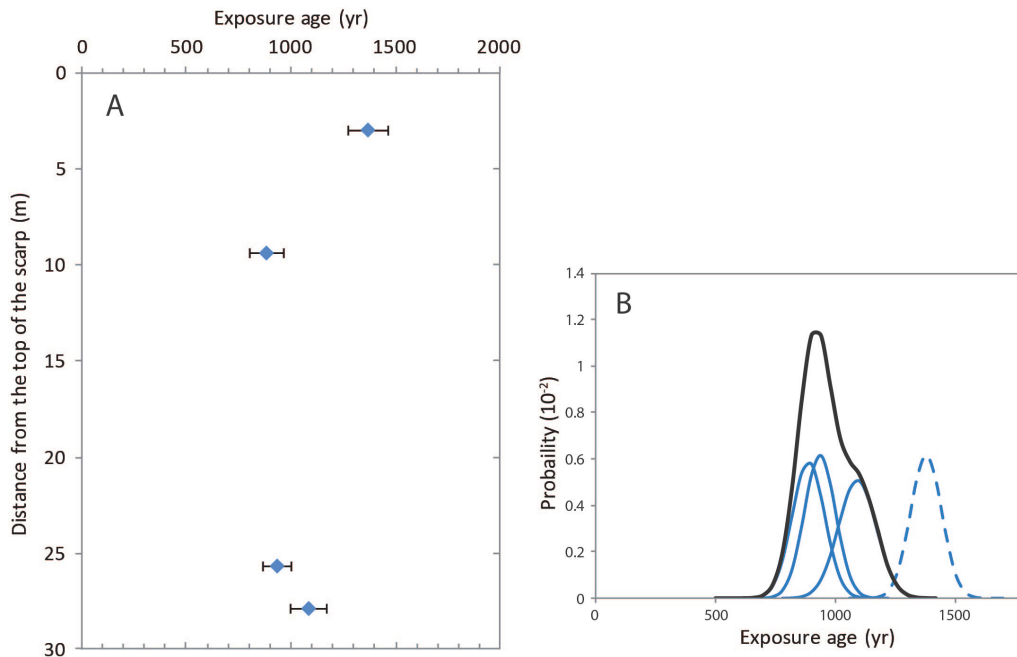 Exposure age (yr)
0 500 1000 1500 2000
A
0
5
10
15
20
25
30
Distance from the top of the scarp (m)
B
1.4
1.2
1
0.8
0.6
0.4
0.2
0
Probaility (10-2)
0 500 1000 1500
Exposure age (yr)